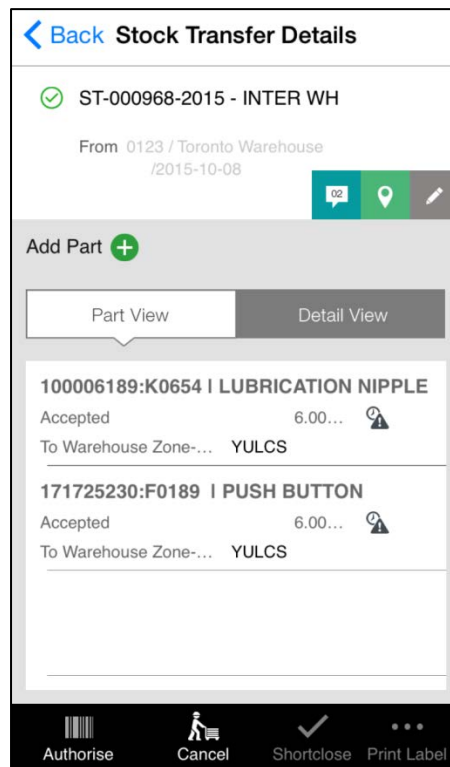 Back Stock Transfer Details
ST-000968-2015 - INTER WH
From 0123 / Toronto Warehouse
/2015-10-08
02
Add Part
Part View Detail View
100006189:K0654 I LUBRICATION NIPPLE
Accepted 6.00...
To Warehouse Zone-... YULCS
171725230:F0189 I PUSH BUTTON
Accepted 6.00...
To Warehouse Zone-... YULCS
Authorise Cancel Shortclose Print Label